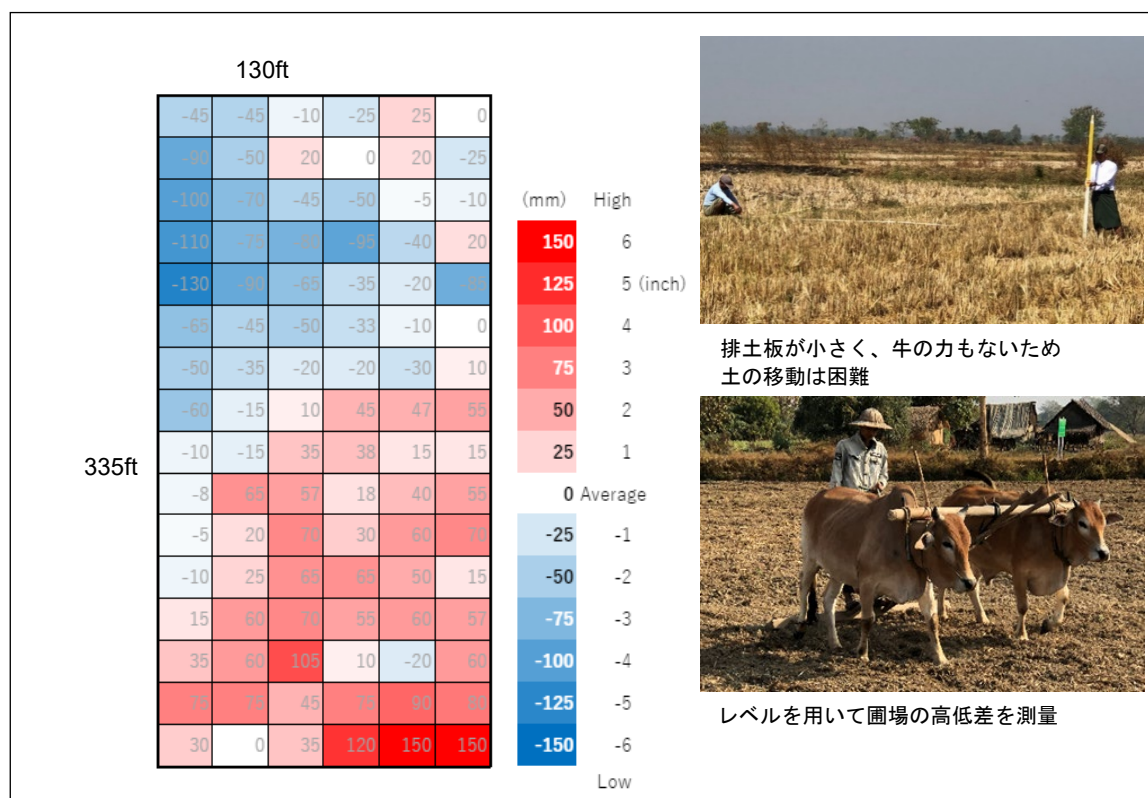 130ft
335ft
-45 -45 -10 -25 25 0
-90 -50 20 0 20 -25
-100 -70 -45 -50 -5 -10
-110 -75 -95 -40 20
-130 -90 -65 -35 -20
-65 -45 -50 -33 -10 0
-50 -35 -20 -20 -30 10
-60 -15 10 45 47 55
-10 -15 35 38 15 15
-8 65 57 18 40 55
-5 20 70 30 60 70
-10 25 65 65 50 15
15 60 70 55 60 57
35 60 105 10 -20 60
75 75 45 75 90 80
30 0 35 120 150 150
(mm) High
150 6
125 5 (inch)
100 4
75 3
50 2
25 1
0 Average
-25 -1
-50 -2
-75 -3
-100 -4
-125 -5
-150 -6
Low
排土板が小さく、牛の力もないため
土の移動は困難
レベルを用いて圃場の高低差を測量